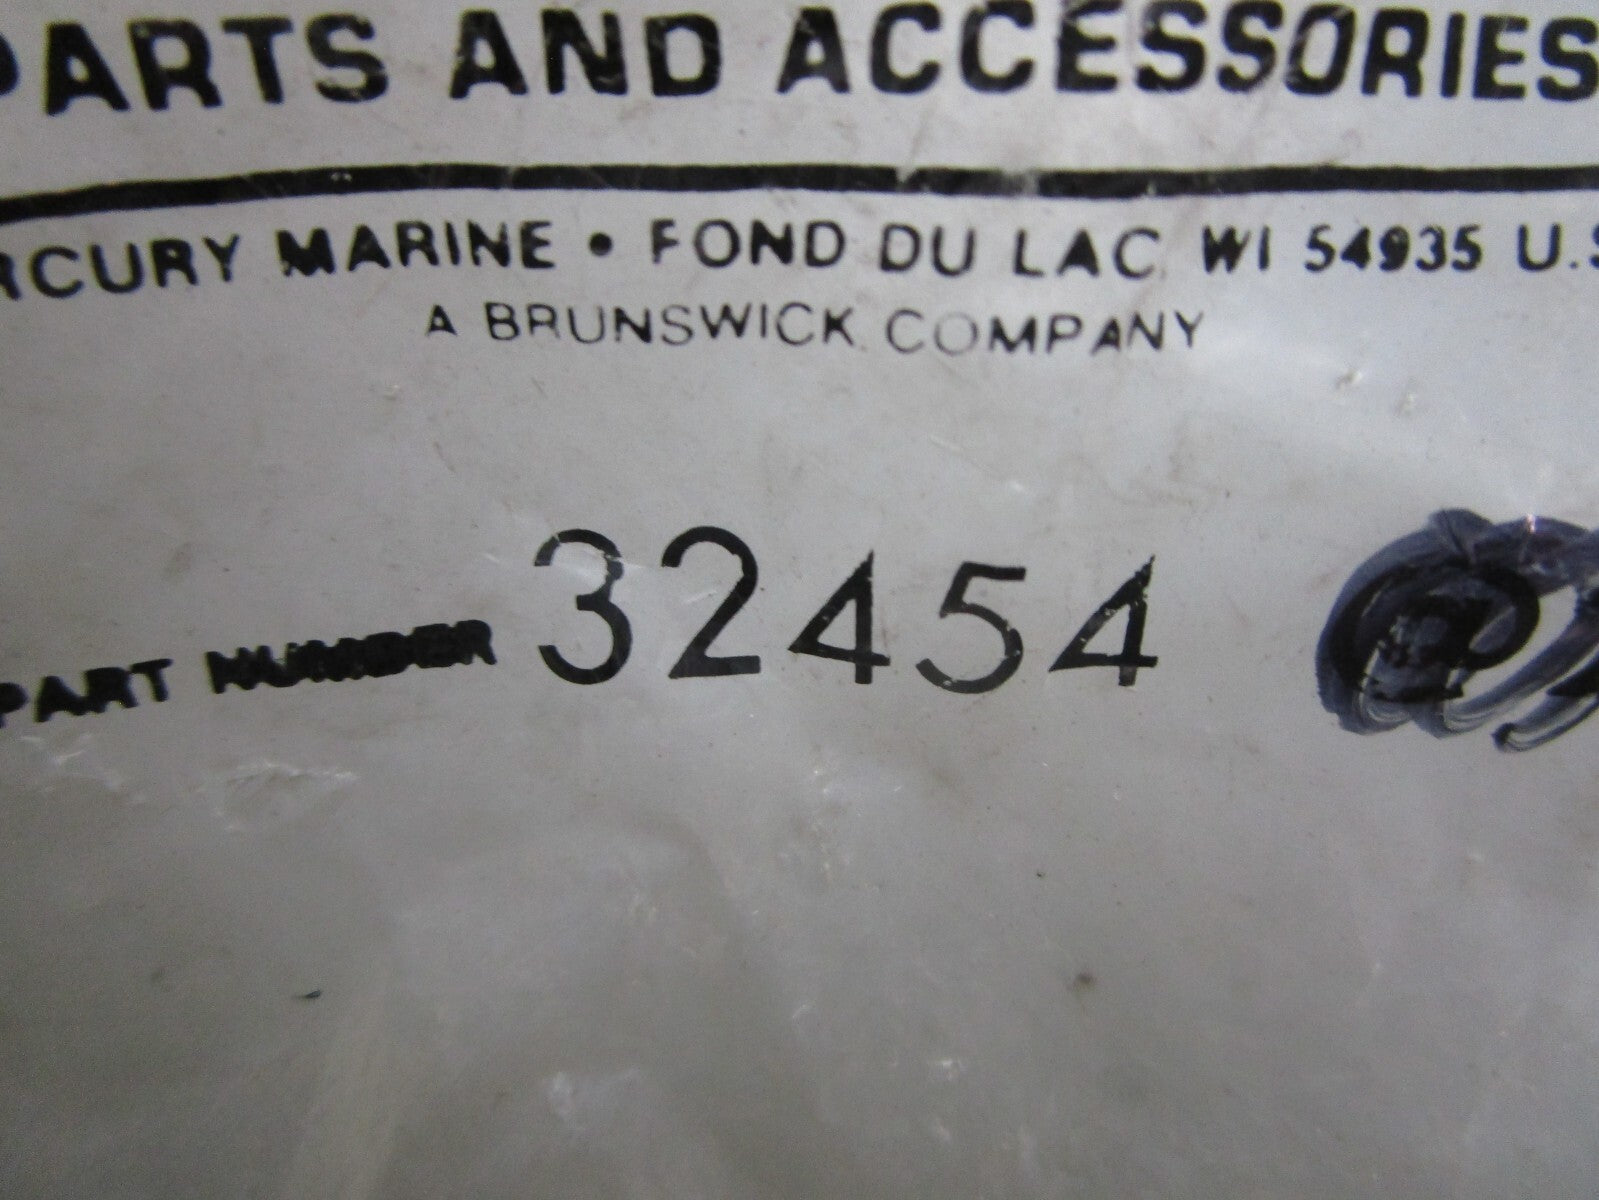 PARTS AND ACCESSORIES
RCURY MARINE • FOND DU LAC, WI 54935 U.S
A BRUNSWICK COMPANY
PART NUMBER 32454